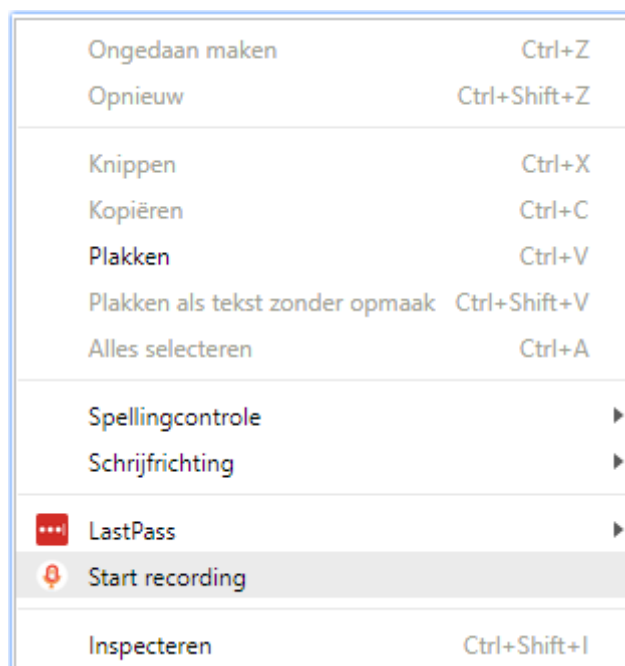 Ongedaan maken Ctrl+Z
Opnieuw Ctrl+Shift+Z
Knippen Ctrl+X
Kopiëren Ctrl+C
Plakken Ctrl+V
Plakken als tekst zonder opmaak Ctrl+Shift+V
Alles selecteren Ctrl+A
Spellingcontrole
Schrijfrichting
LastPass
Start recording
Inspecteren Ctrl+Shift+I